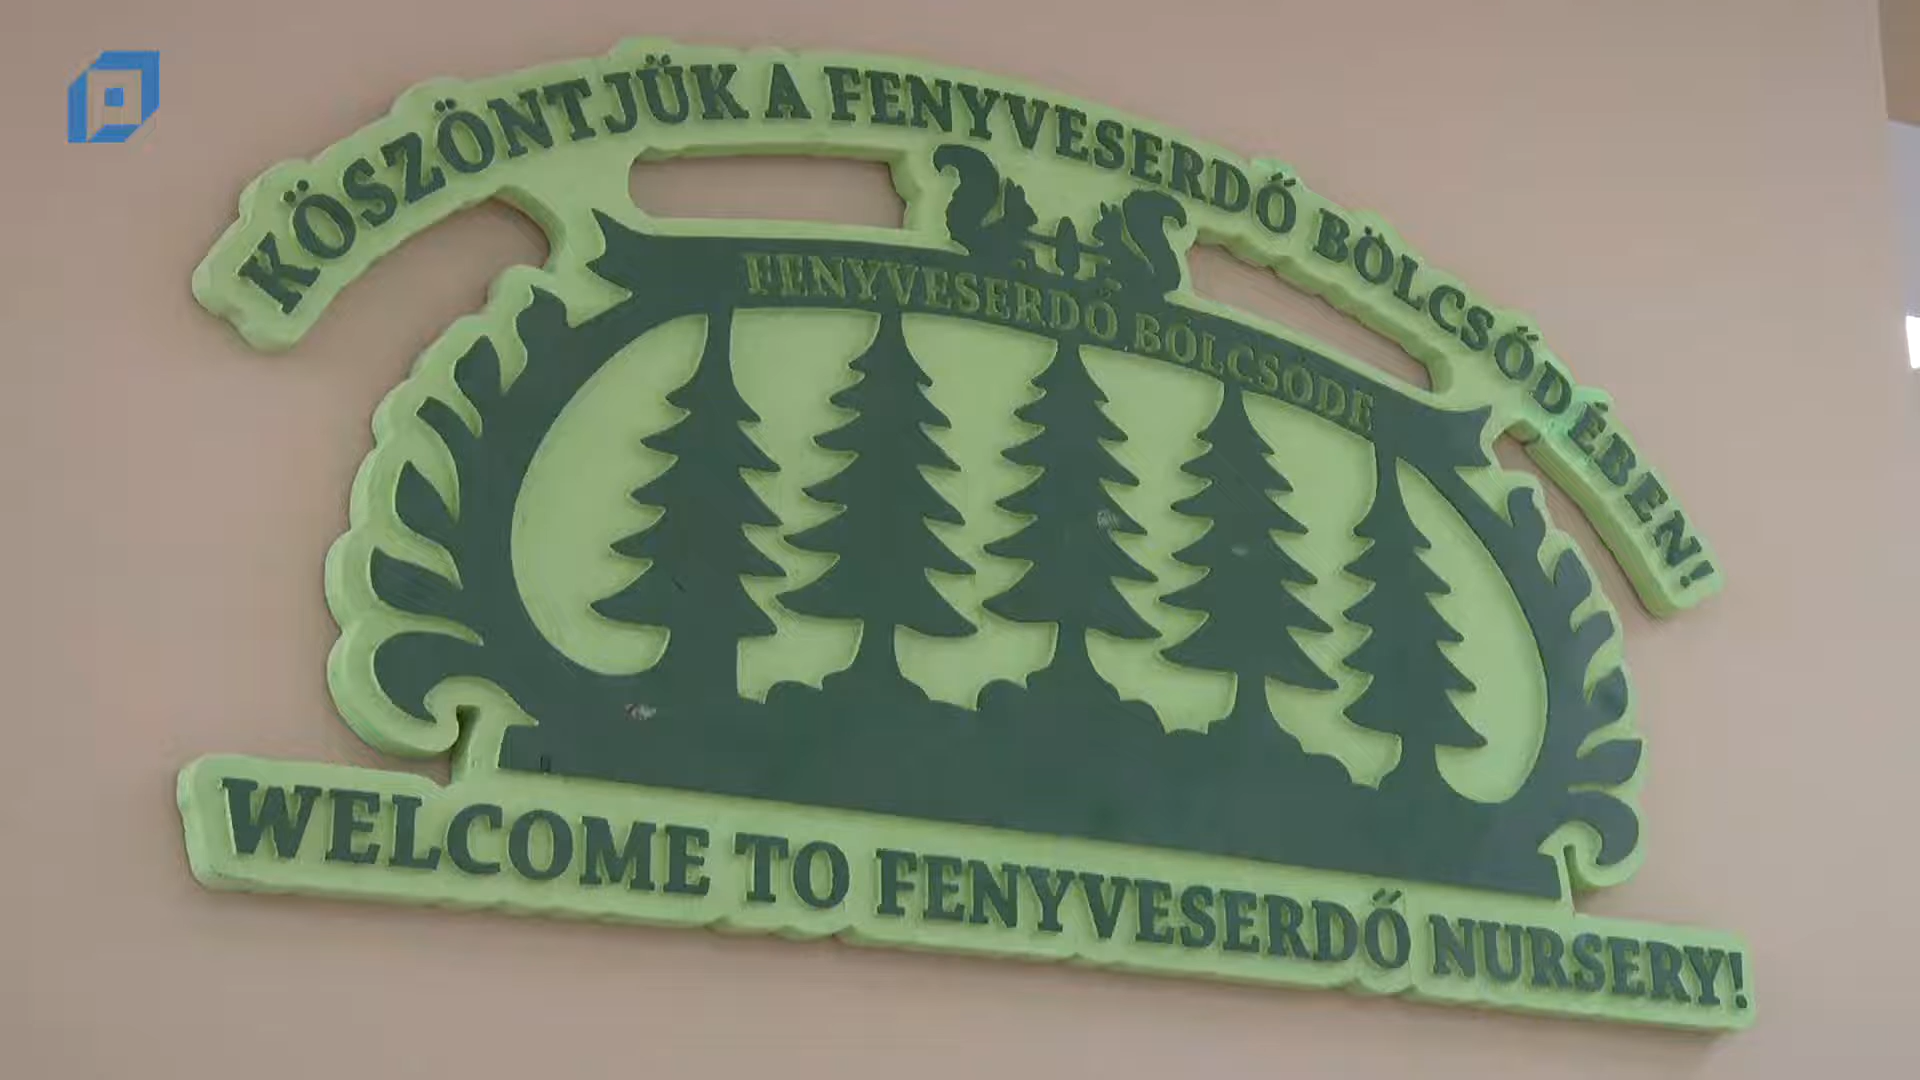 KÖSZÖNTJÜK A FENYVESERDŐ BÖLCSŐDÉBEN!
FENYVESERDŐ BÖLCSŐDE
WELCOME TO FENYVESERDŐ NURSERY!